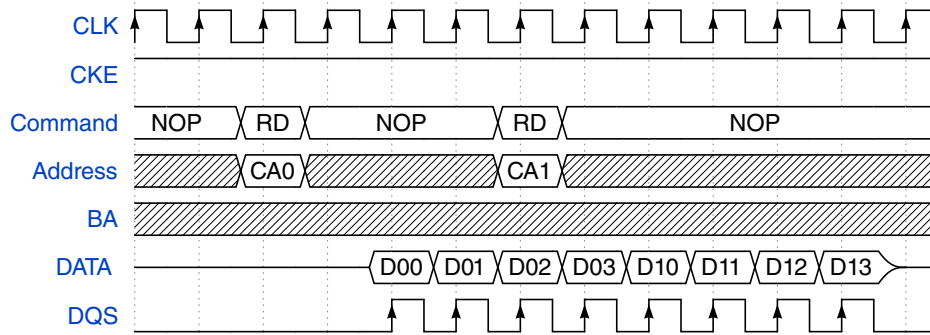 CLK
CKE
Command NOP RD NOP RD NOP
Address CA0 CA1
BA
DATA D00 D01 D02 D03 D10 D11 D12 D13
DQS